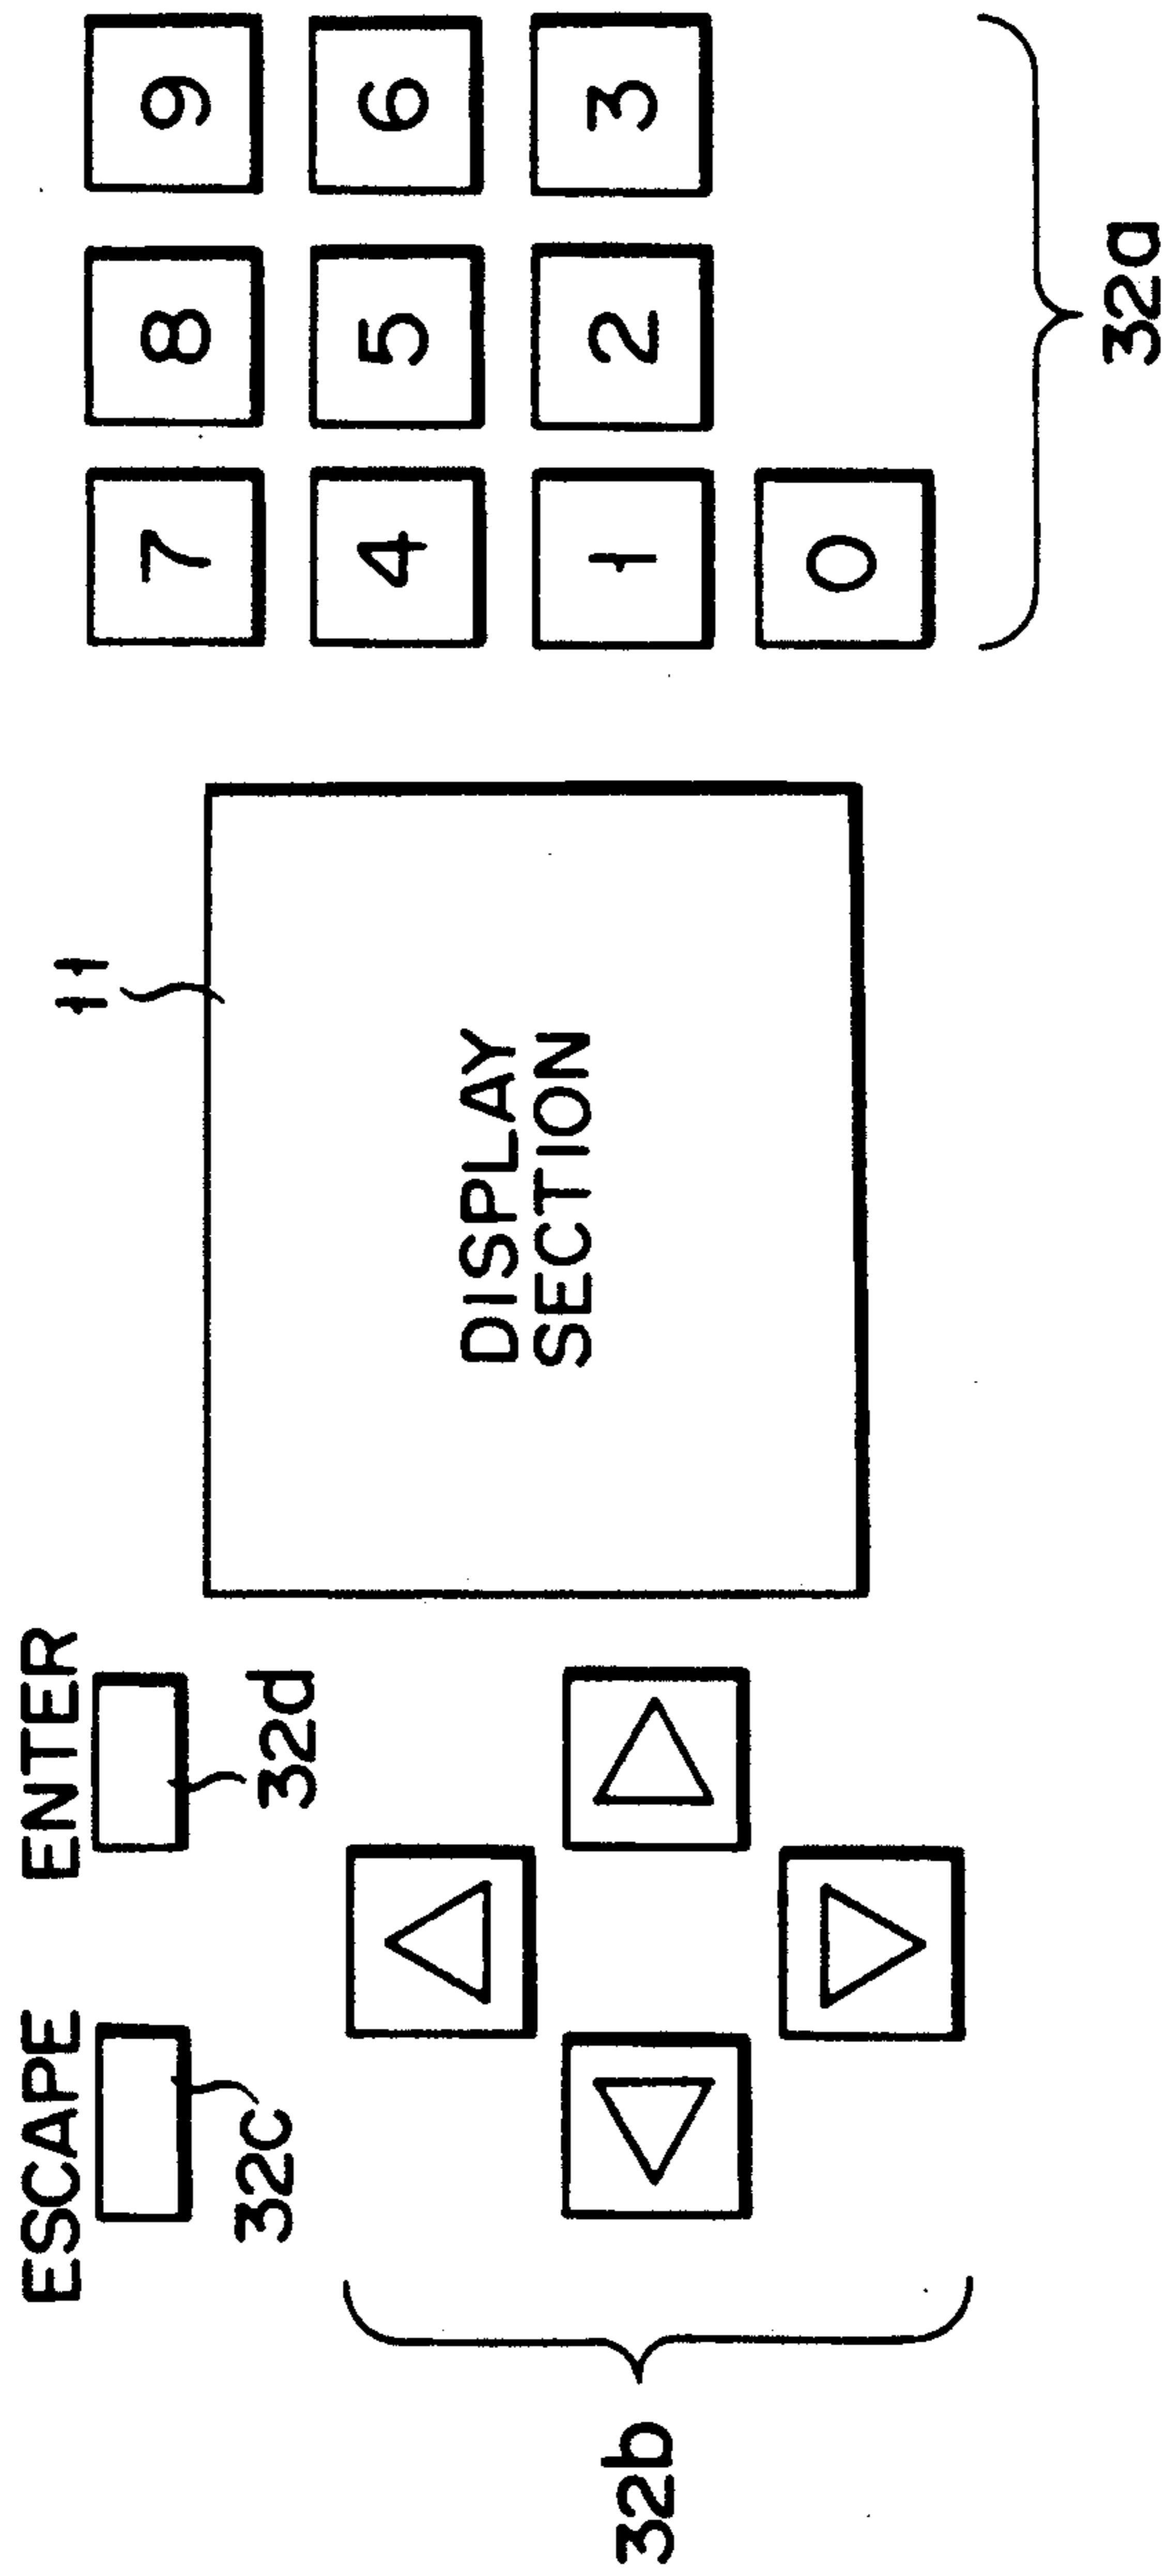 ESCAPE
ENTER
32c
32d
32b
11
DISPLAY
SECTION
7 8 9
4 5 6
1 2 3
0
32a